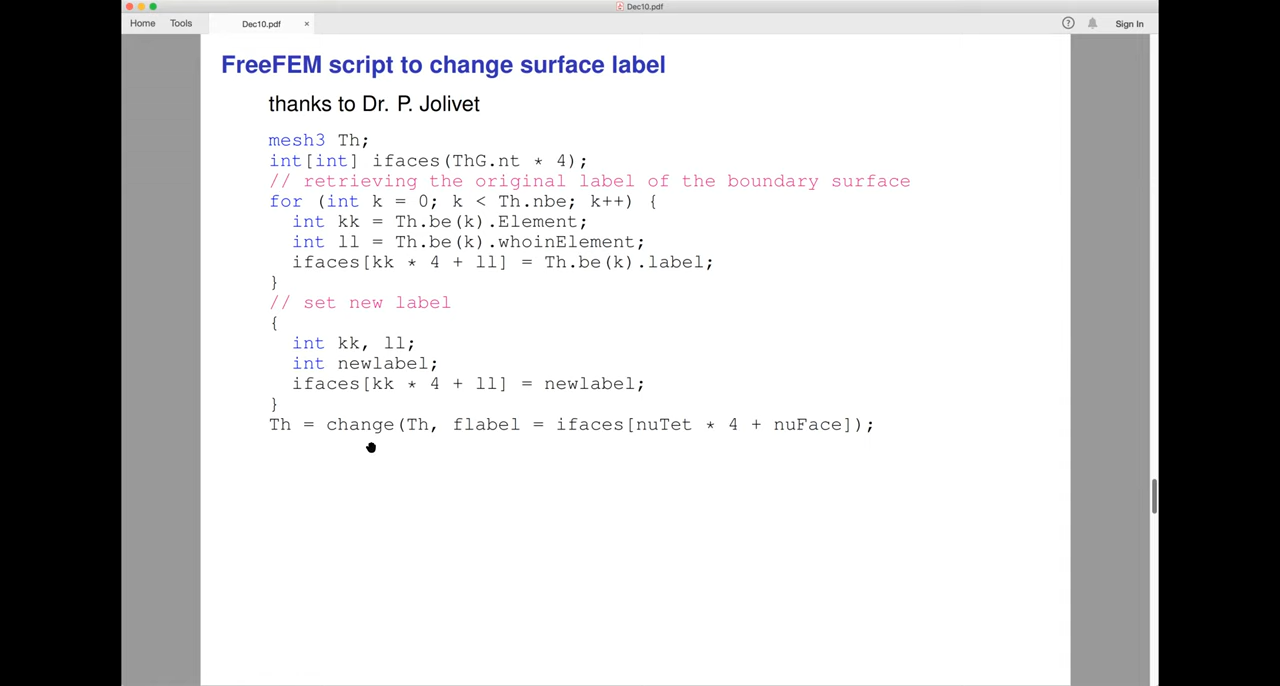 Dec10.pdf
Home Tools Dec10.pdf × ? Sign In
FreeFEM script to change surface label
thanks to Dr. P. Jolivet
mesh3 Th;
int[int] ifaces(ThG.nt * 4);
// retrieving the original label of the boundary surface
for (int k = 0; k < Th.nbe; k++) {
int kk = Th.be(k).Element;
int ll = Th.be(k).whoinElement;
ifaces[kk * 4 + ll] = Th.be(k).label;
}
// set new label
{
int kk, ll;
int newlabel;
ifaces[kk * 4 + ll] = newlabel;
}
Th = change(Th, flabel = ifaces[nuTet * 4 + nuFace]);